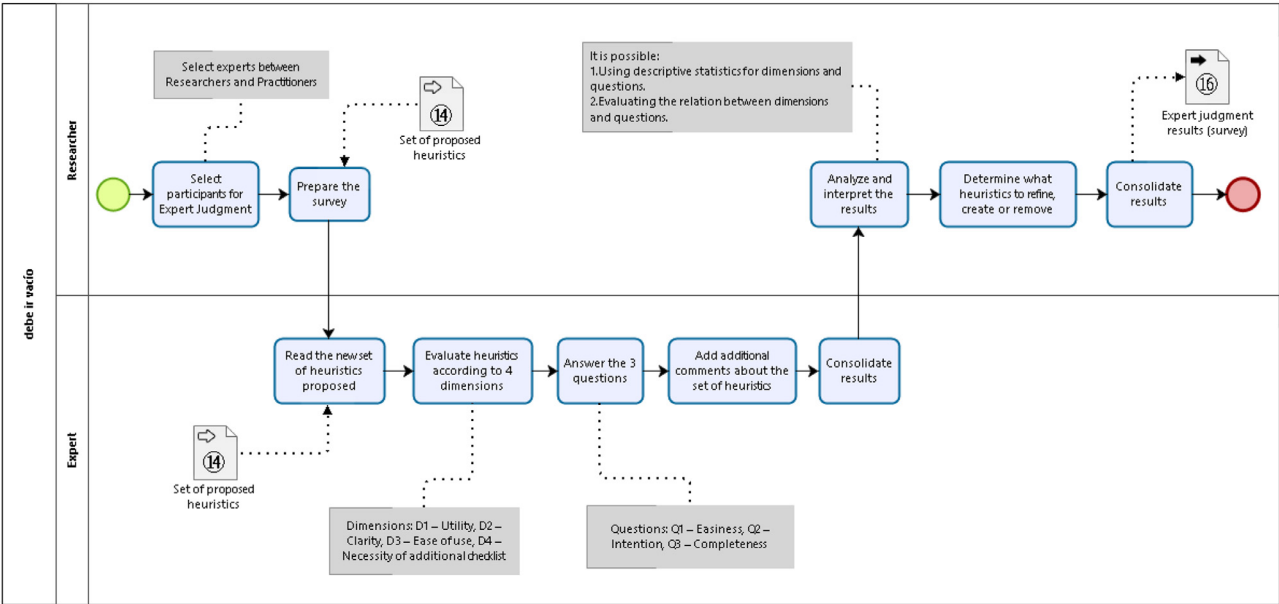 debe ir vacío
Researcher
Select experts between
Researchers and Practitioners
⑭
Set of proposed
heuristics
It is possible:
1.Using descriptive statistics for dimensions and
questions.
2.Evaluating the relation between dimensions
and questions.
⑯
Expert judgment
results (survey)
Select
participants for
Expert Judgment
Prepare the
survey
Analyze and
interpret the
results
Determine what
heuristics to refine,
create or remove
Consolidate
results
Expert
Read the new set
of heuristics
proposed
Evaluate heuristics
according to 4
dimensions
Answer the 3
questions
Add additional
comments about the
set of heuristics
Consolidate
results
⑭
Set of proposed
heuristics
Dimensions: D1 – Utility, D2 –
Clarity, D3 – Ease of use, D4 –
Necessity of additional checklist
Questions: Q1 – Easiness, Q2 –
Intention, Q3 – Completeness